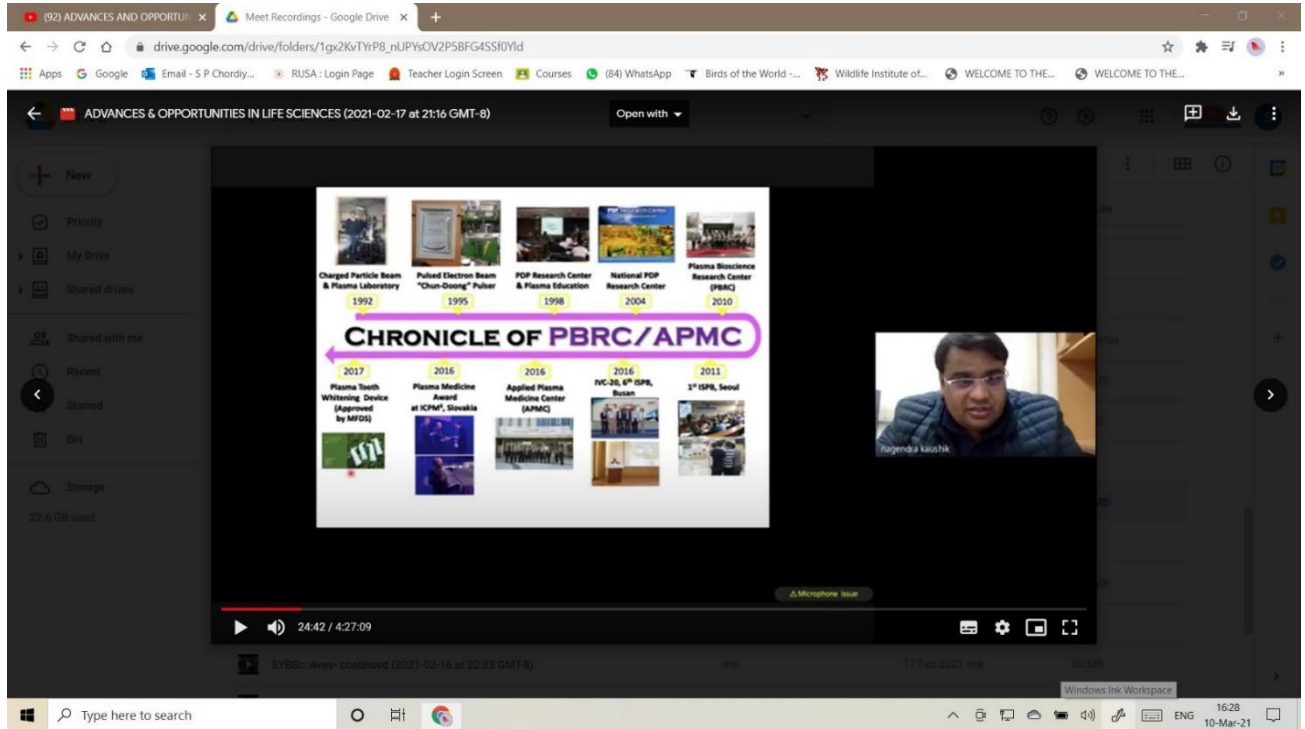 (92) ADVANCES AND OPPORTUN
Meet Recordings - Google Drive
drive.google.com/drive/folders/1gx2KvTYrP8_nUPYsOV2P5BFG4SSf0Yld
Apps Google Email - S P Chordiy... RUSA : Login Page Teacher Login Screen Courses (84) WhatsApp Birds of the World -... Wildlife Institute of... WELCOME TO THE... WELCOME TO THE...
ADVANCES & OPPORTUNITIES IN LIFE SCIENCES (2021-02-17 at 21:16 GMT-8)
Open with
New
Priority
My Drive
Shared drives
Shared with me
Recent
Starred
Bin
Storage
22.6 GB used
Charged Particle Beam
& Plasma Laboratory
1992
Pulsed Electron Beam
"Chun-Doong" Pulser
1995
PDP Research Center
& Plasma Education
1998
National PDP
Research Center
2004
Plasma Bioscience
Research Center
(PBRC)
2010
CHRONICLE OF PBRC/APMC
2017
Plasma Tooth
Whitening Device
(Approved
by MFDS)
2016
Plasma Medicine
Award
at ICPM⁶, Slovakia
2016
Applied Plasma
Medicine Center
(APMC)
2016
IVC-20, 6th ISPB,
Busan
2011
1st ISPB, Seoul
nagendra kaushik
Microphone issue
24:42 / 4:27:09
SYBSc: Aves- continued (2021-02-16 at 22:03 GMT-8) me 17 Feb 2021 me 80 MB
Windows Ink Workspace
Type here to search
ENG
16:28
10-Mar-21